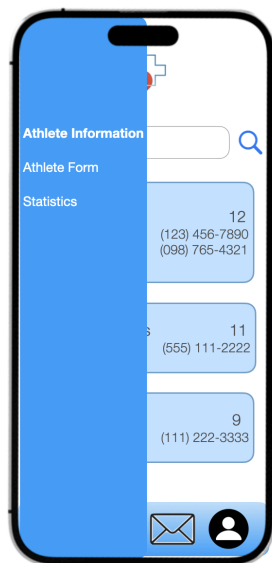 Athlete Information
Athlete Form
Statistics
12
(123) 456-7890
(098) 765-4321
s 11
(555) 111-2222
9
(111) 222-3333